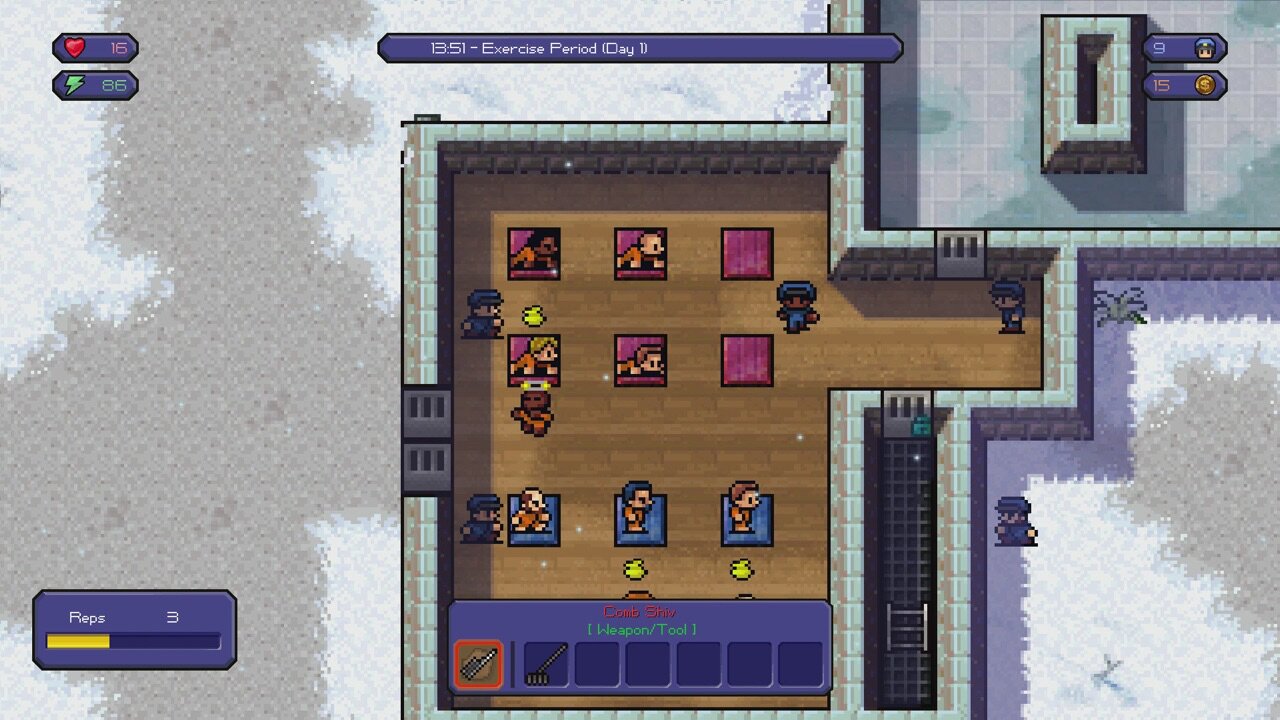 16
13:51 - Exercise Period (Day 1)
9
86
15
Reps 3
Comb Shiv
[ Weapon/Tool ]